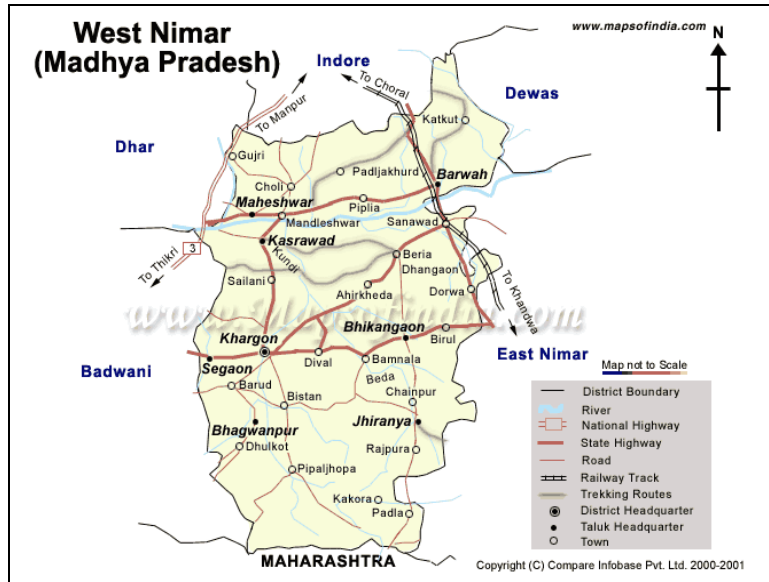 West Nimar
(Madhya Pradesh)
www.mapsofindia.com
N
Indore
To Choral
Dewas
To Manpur
Katkut
Dhar
Gujri
Padljakhurd
Choli
Barwah
Maheshwar
Piplia
Mandleshwar
Sanawad
Kasrawad
3
Kundi
Beria
To Thikri
Dhangaon
To Khandwa
Sailani
Ahirkheda
Dorwa
www.mapsofindia.com
Khargon
Bhikangaon
Birul
East Nimar
Segaon
Dival
Bamnala
Map not to Scale
Badwani
Barud
Beda
Chainpur
District Boundary
Bistan
River
Bhagwanpur
Jhiranya
National Highway
Dhulkot
State Highway
Rajpura
Road
Pipaljhopa
Railway Track
Kakora
Trekking Routes
Padla
District Headquarter
Taluk Headquarter
Town
MAHARASHTRA
Copyright (C) Compare Infobase Pvt. Ltd. 2000-2001